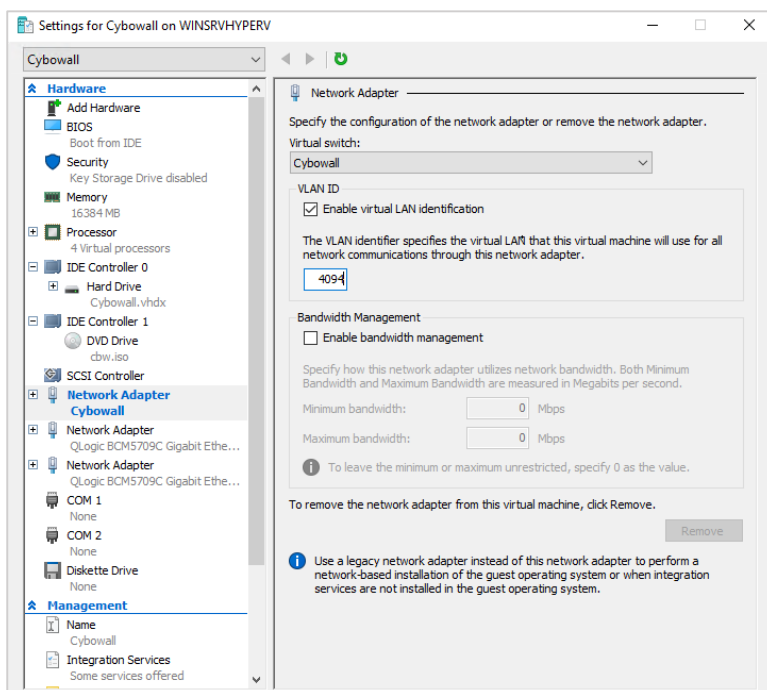 Settings for Cybowall on WINSRVHYPERV
Cybowall
Hardware
Add Hardware
BIOS
Boot from IDE
Security
Key Storage Drive disabled
Memory
16384 MB
Processor
4 Virtual processors
IDE Controller 0
Hard Drive
Cybowall.vhdx
IDE Controller 1
DVD Drive
cbw.iso
SCSI Controller
Network Adapter
Cybowall
Network Adapter
QLogic BCM5709C Gigabit Ethe...
Network Adapter
QLogic BCM5709C Gigabit Ethe...
COM 1
None
COM 2
None
Diskette Drive
None
Management
Name
Cybowall
Integration Services
Some services offered
Network Adapter
Specify the configuration of the network adapter or remove the network adapter.
Virtual switch:
Cybowall
VLAN ID
Enable virtual LAN identification
The VLAN identifier specifies the virtual LAN that this virtual machine will use for all
network communications through this network adapter.
4094
Bandwidth Management
Enable bandwidth management
Specify how this network adapter utilizes network bandwidth. Both Minimum
Bandwidth and Maximum Bandwidth are measured in Megabits per second.
Minimum bandwidth: 0 Mbps
Maximum bandwidth: 0 Mbps
To leave the minimum or maximum unrestricted, specify 0 as the value.
To remove the network adapter from this virtual machine, click Remove.
Remove
Use a legacy network adapter instead of this network adapter to perform a
network-based installation of the guest operating system or when integration
services are not installed in the guest operating system.